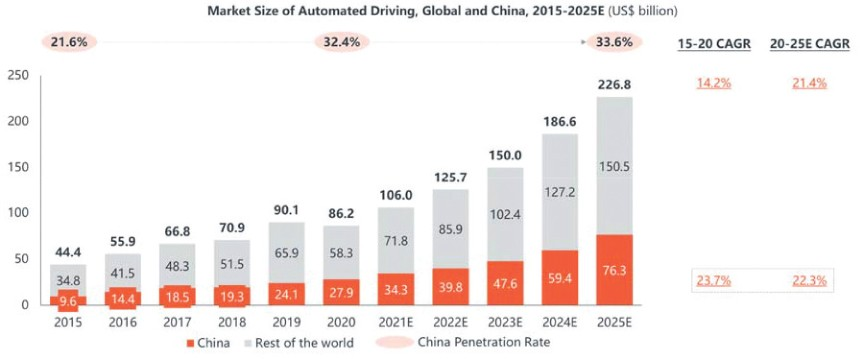 Market Size of Automated Driving, Global and China, 2015-2025E (US$ billion)
21.6% 32.4% 33.6% 15-20 CAGR 20-25E CAGR
250 14.2% 21.4%
226.8
200 186.6
150 150.0 150.5
125.7 127.2
100 106.0 102.4
90.1 86.2 85.9
66.8 70.9 71.8
50 44.4 55.9 65.9 58.3
34.8 41.5 48.3 51.5 76.3 23.7% 22.3%
9.6 14.4 18.5 19.3 24.1 27.9 34.3 39.8 47.6 59.4
0
2015 2016 2017 2018 2019 2020 2021E 2022E 2023E 2024E 2025E
China Rest of the world China Penetration Rate